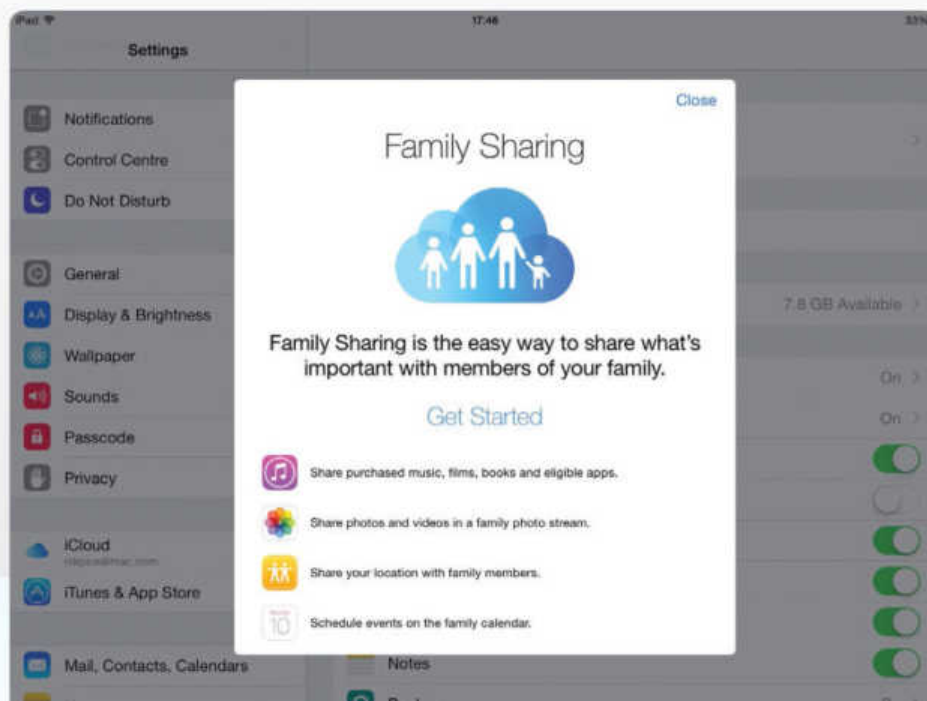 iPad
17:46
33%
Settings
Notifications
Control Centre
Do Not Disturb
General
Display & Brightness
Wallpaper
Sounds
Passcode
Privacy
iCloud
iTunes & App Store
Mail, Contacts, Calendars
Close
Family Sharing
Family Sharing is the easy way to share what's
important with members of your family.
Get Started
Share purchased music, films, books and eligible apps.
Share photos and videos in a family photo stream.
Share your location with family members.
10
Schedule events on the family calendar.
7.8 GB Available
On
On
Notes